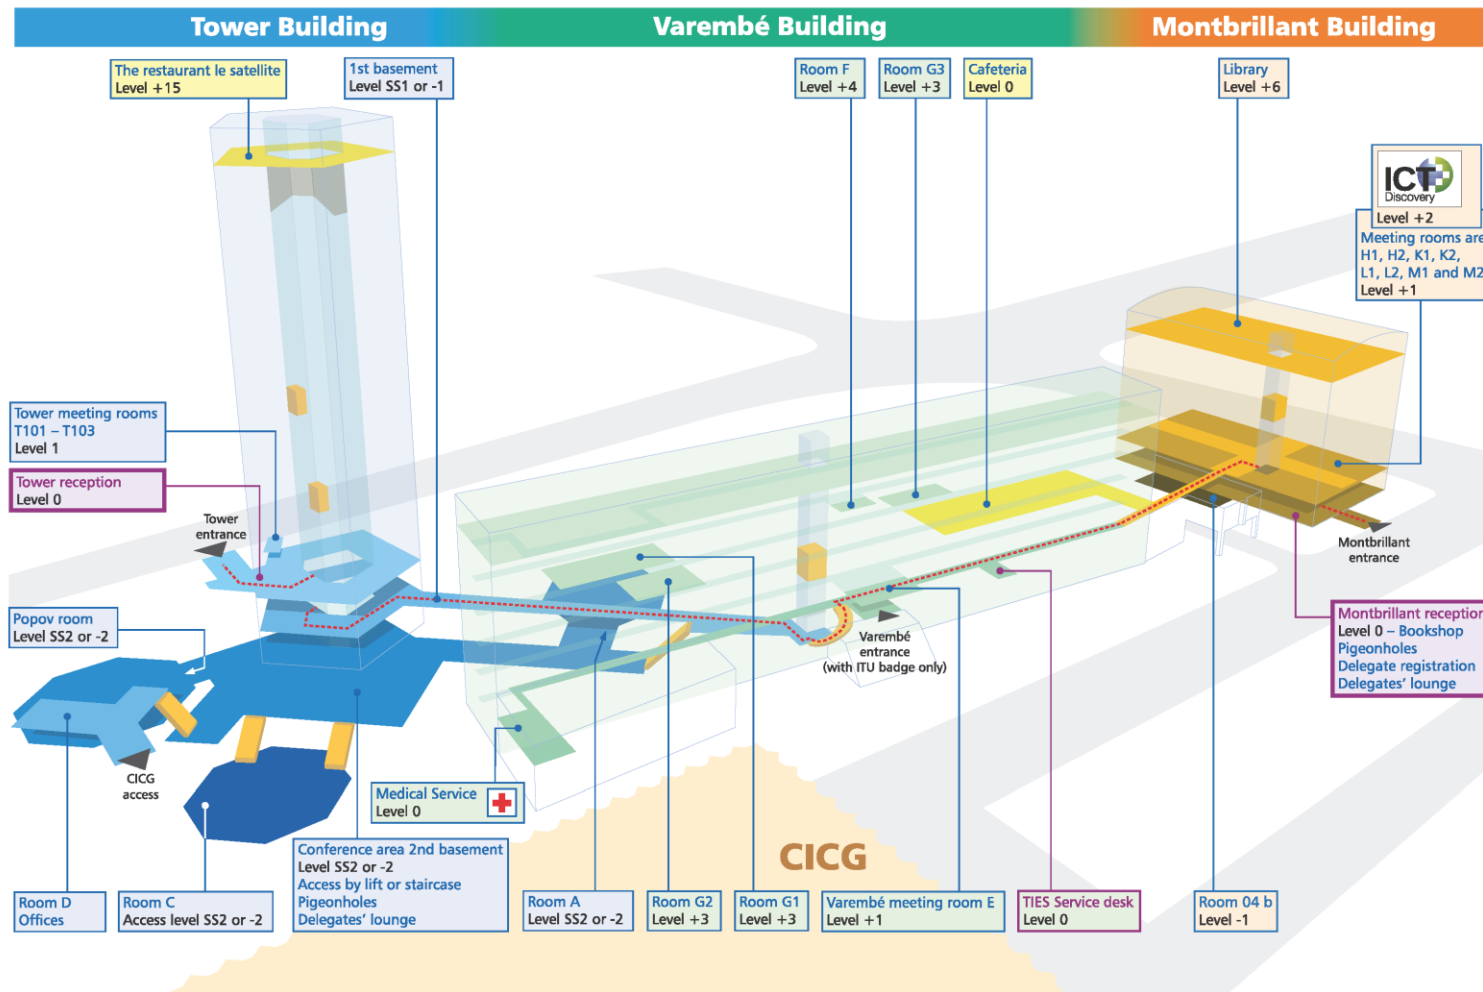 Tower Building
Varembé Building
Montbrillant Building
The restaurant le satellite
Level +15
1st basement
Level SS1 or -1
Room F
Level +4
Room G3
Level +3
Cafeteria
Level 0
Library
Level +6
ICT
Discovery
Level +2
Meeting rooms are
H1, H2, K1, K2,
L1, L2, M1 and M2
Level +1
Tower meeting rooms
T101 – T103
Level 1
Tower reception
Level 0
Tower
entrance
Montbrillant
entrance
Popov room
Level SS2 or -2
Varembé
entrance
(with ITU badge only)
Montbrillant reception
Level 0 – Bookshop
Pigeonholes
Delegate registration
Delegates' lounge
CICG
access
Medical Service
Level 0
CICG
Room D
Offices
Room C
Access level SS2 or -2
Conference area 2nd basement
Level SS2 or -2
Access by lift or staircase
Pigeonholes
Delegates' lounge
Room A
Level SS2 or -2
Room G2
Level +3
Room G1
Level +3
Varembé meeting room E
Level +1
TIES Service desk
Level 0
Room 04 b
Level -1